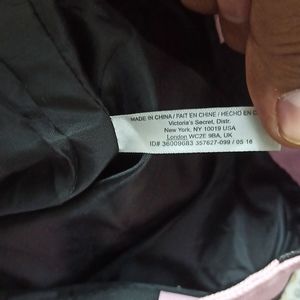 MADE IN CHINA / FAIT EN CHINE / HECHO EN C
Victoria's Secret, Distr.
New York, NY 10019 USA
London WC2E 9BA, UK
ID# 36009683 357627-099 / 05 16